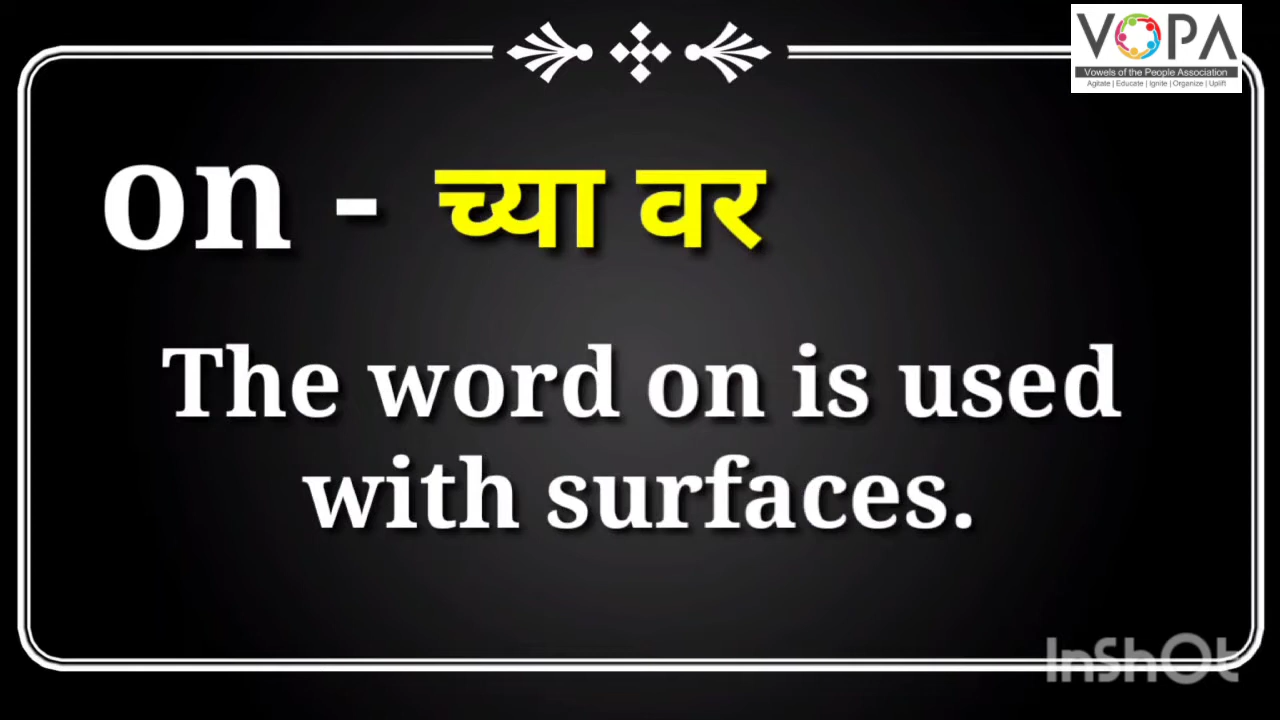 VOPA
Vowels of the People Association
Agitate | Educate | Ignite | Organize | Uplift
on - च्या वर
The word on is used
with surfaces.
InShOt